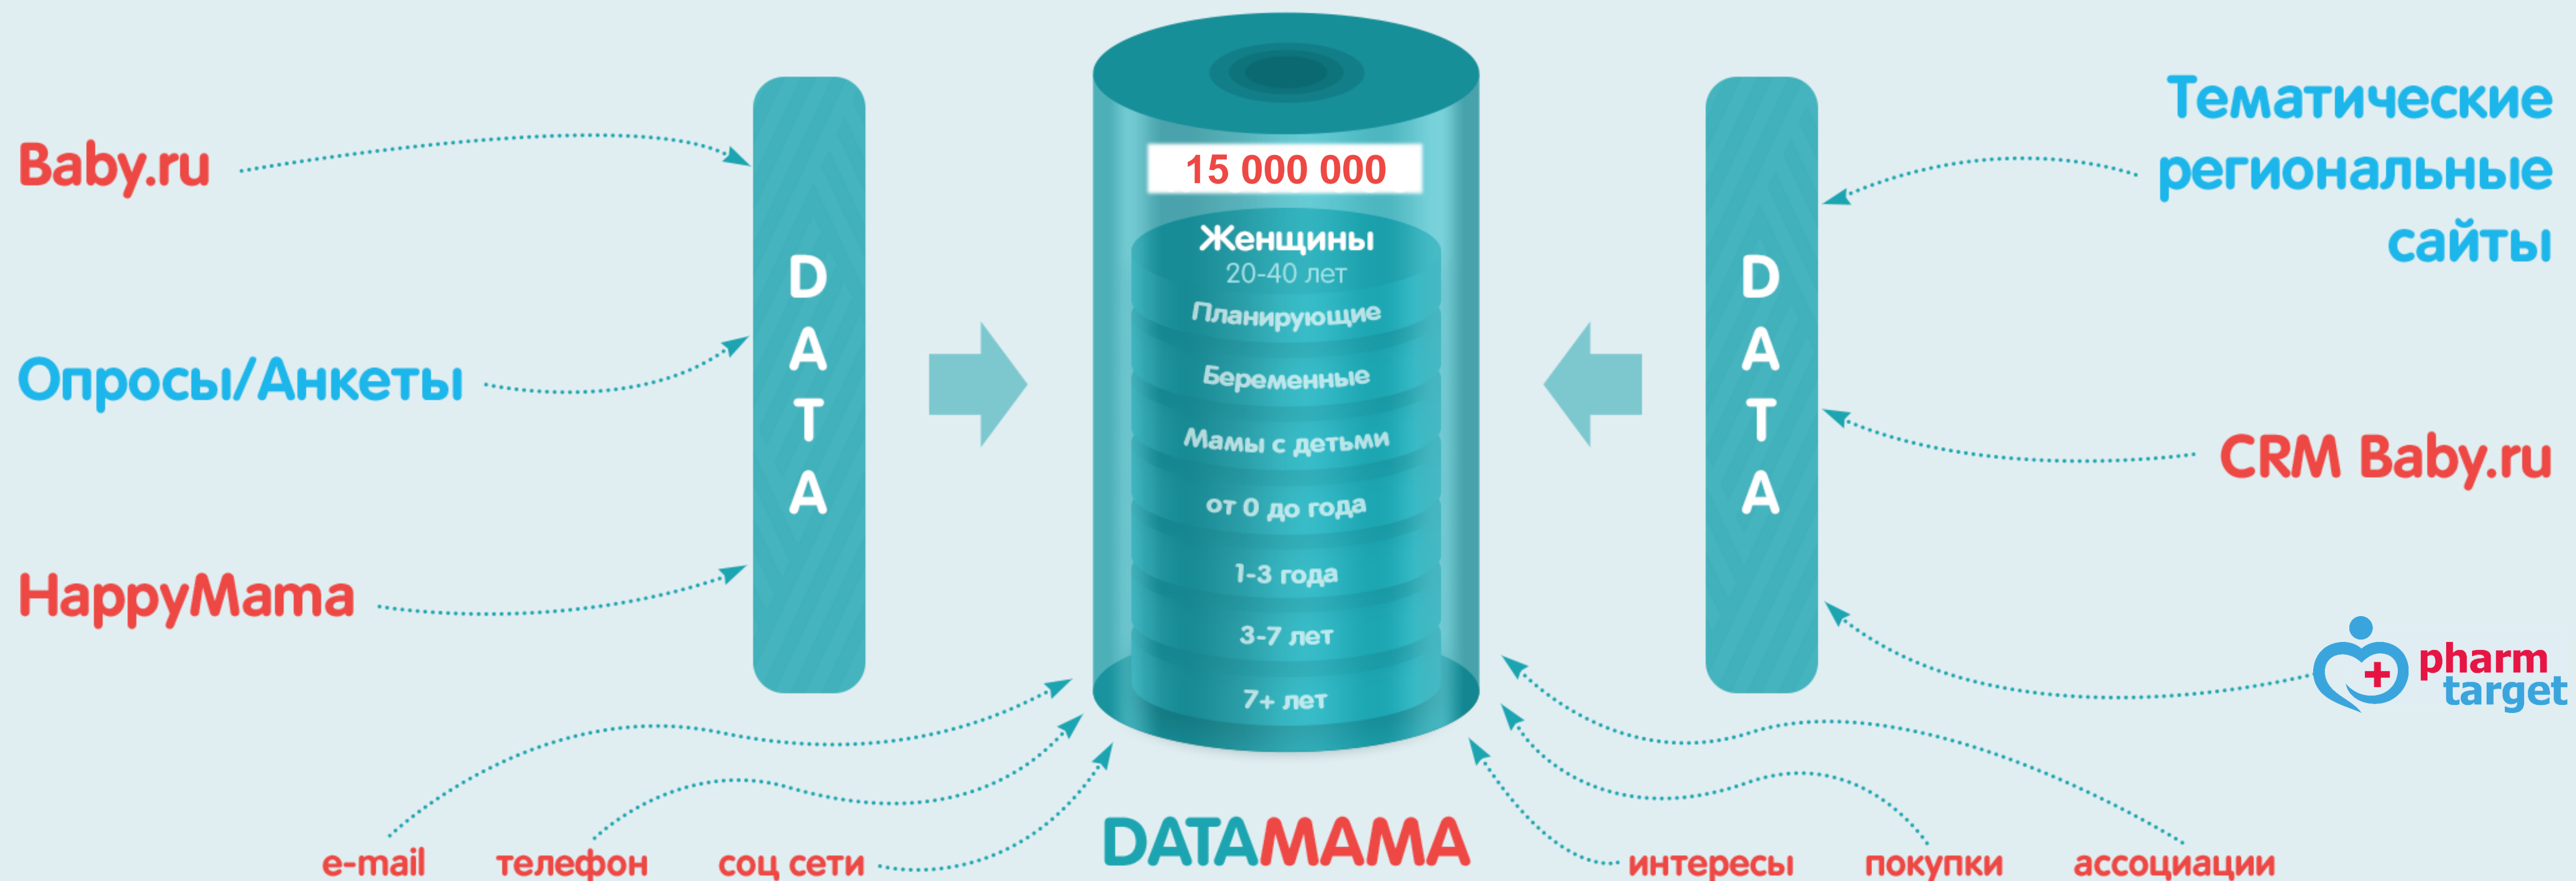 Baby.ru
Опросы/Анкеты
HappyMama
D
A
T
A
15 000 000
Женщины
20-40 лет
Планирующие
Беременные
Мамы с детьми
от 0 до года
1-3 года
3-7 лет
7+ лет
D
A
T
A
Тематические
региональные
сайты
CRM Baby.ru
pharm
target
e-mail
телефон
соц сети
DATAMAMA
интересы
покупки
ассоциации